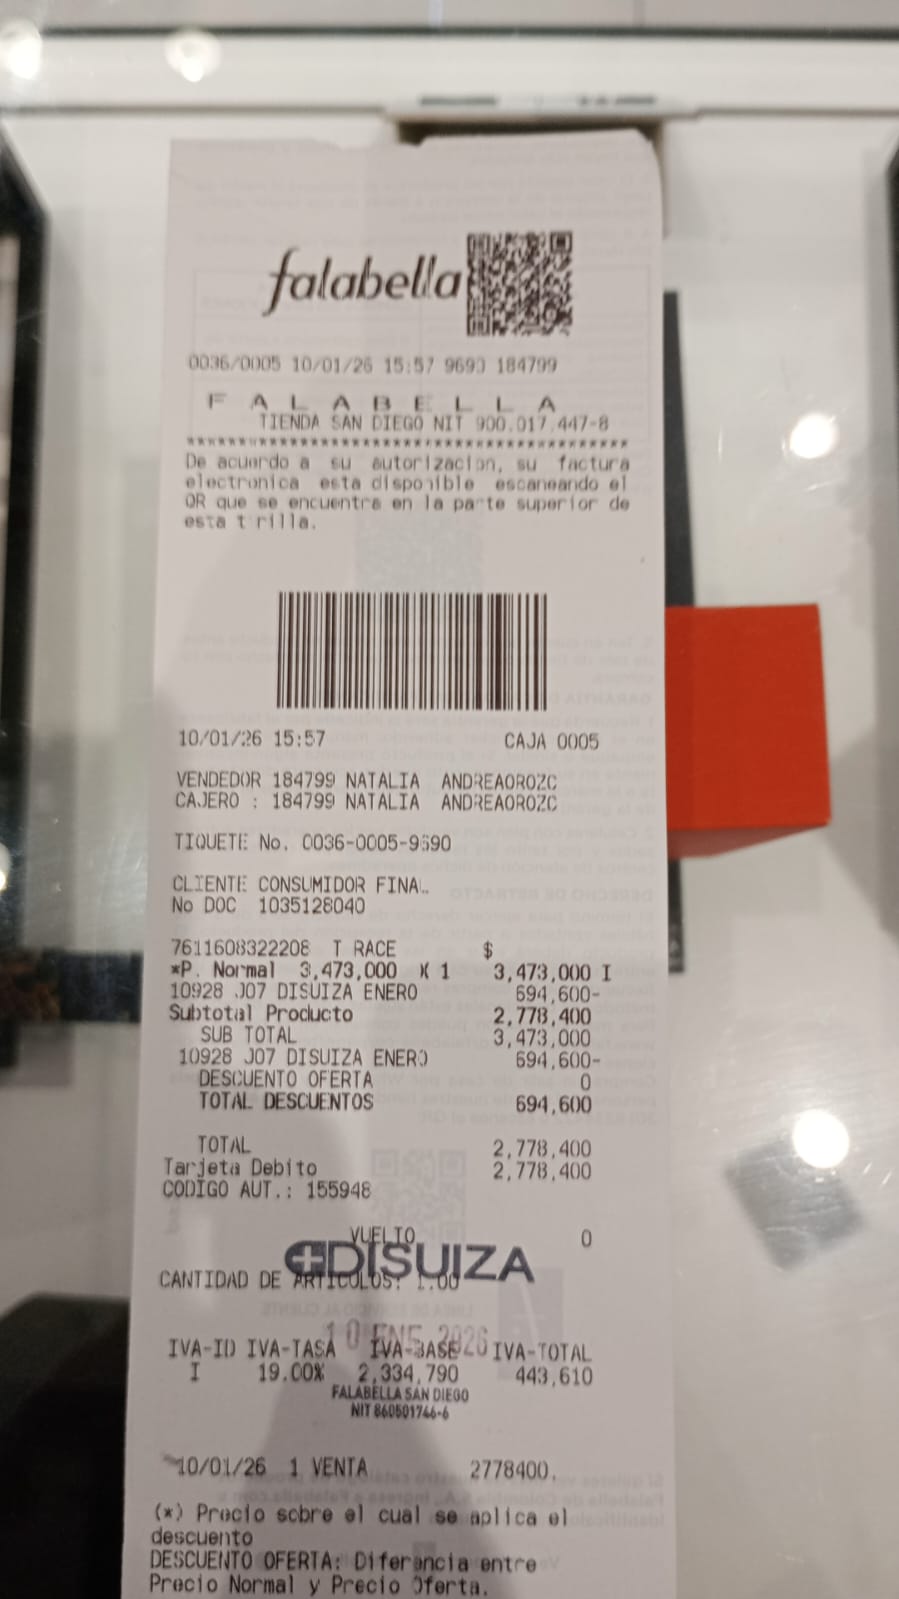 falabella
0036/0005 10/01/26 15:57 9690 184799
F A L A B E L L A
TIENDA SAN DIEGO NIT 900.017.447-8
********************************************
De acuerdo a su autorizacion, su factura
electronica esta disponible escaneando el
QR que se encuentra en la parte superior de
esta tirilla.
10/01/26 15:57 CAJA 0005
VENDEDOR 184799 NATALIA ANDREAOROZC
CAJERO : 184799 NATALIA ANDREAOROZC
TIQUETE No. 0036-0005-9690
CLIENTE CONSUMIDOR FINAL.
No DOC 1035128040
7611608322208 T RACE $
*P. Normal 3,473,000 X 1 3,473,000 I
10928 J07 DISUIZA ENERO 694,600-
Subtotal Producto 2,778,400
SUB TOTAL 3,473,000
10928 J07 DISUIZA ENERO 694,600-
DESCUENTO OFERTA 0
TOTAL DESCUENTOS 694,600
TOTAL 2,778,400
Tarjeta Debito 2,778,400
CODIGO AUT.: 155948
VUELTO 0
DISUIZA
CANTIDAD DE ARTICULOS: 1.00
10 ENE 2026
IVA-ID IVA-TASA IVA-BASE IVA-TOTAL
I 19.00% 2,334,790 443,610
FALABELLA SAN DIEGO
NIT 860501746-6
10/01/26 1 VENTA 2778400.
(*) Precio sobre el cual se aplica el
descuento
DESCUENTO OFERTA: Diferencia entre
Precio Normal y Precio Oferta.